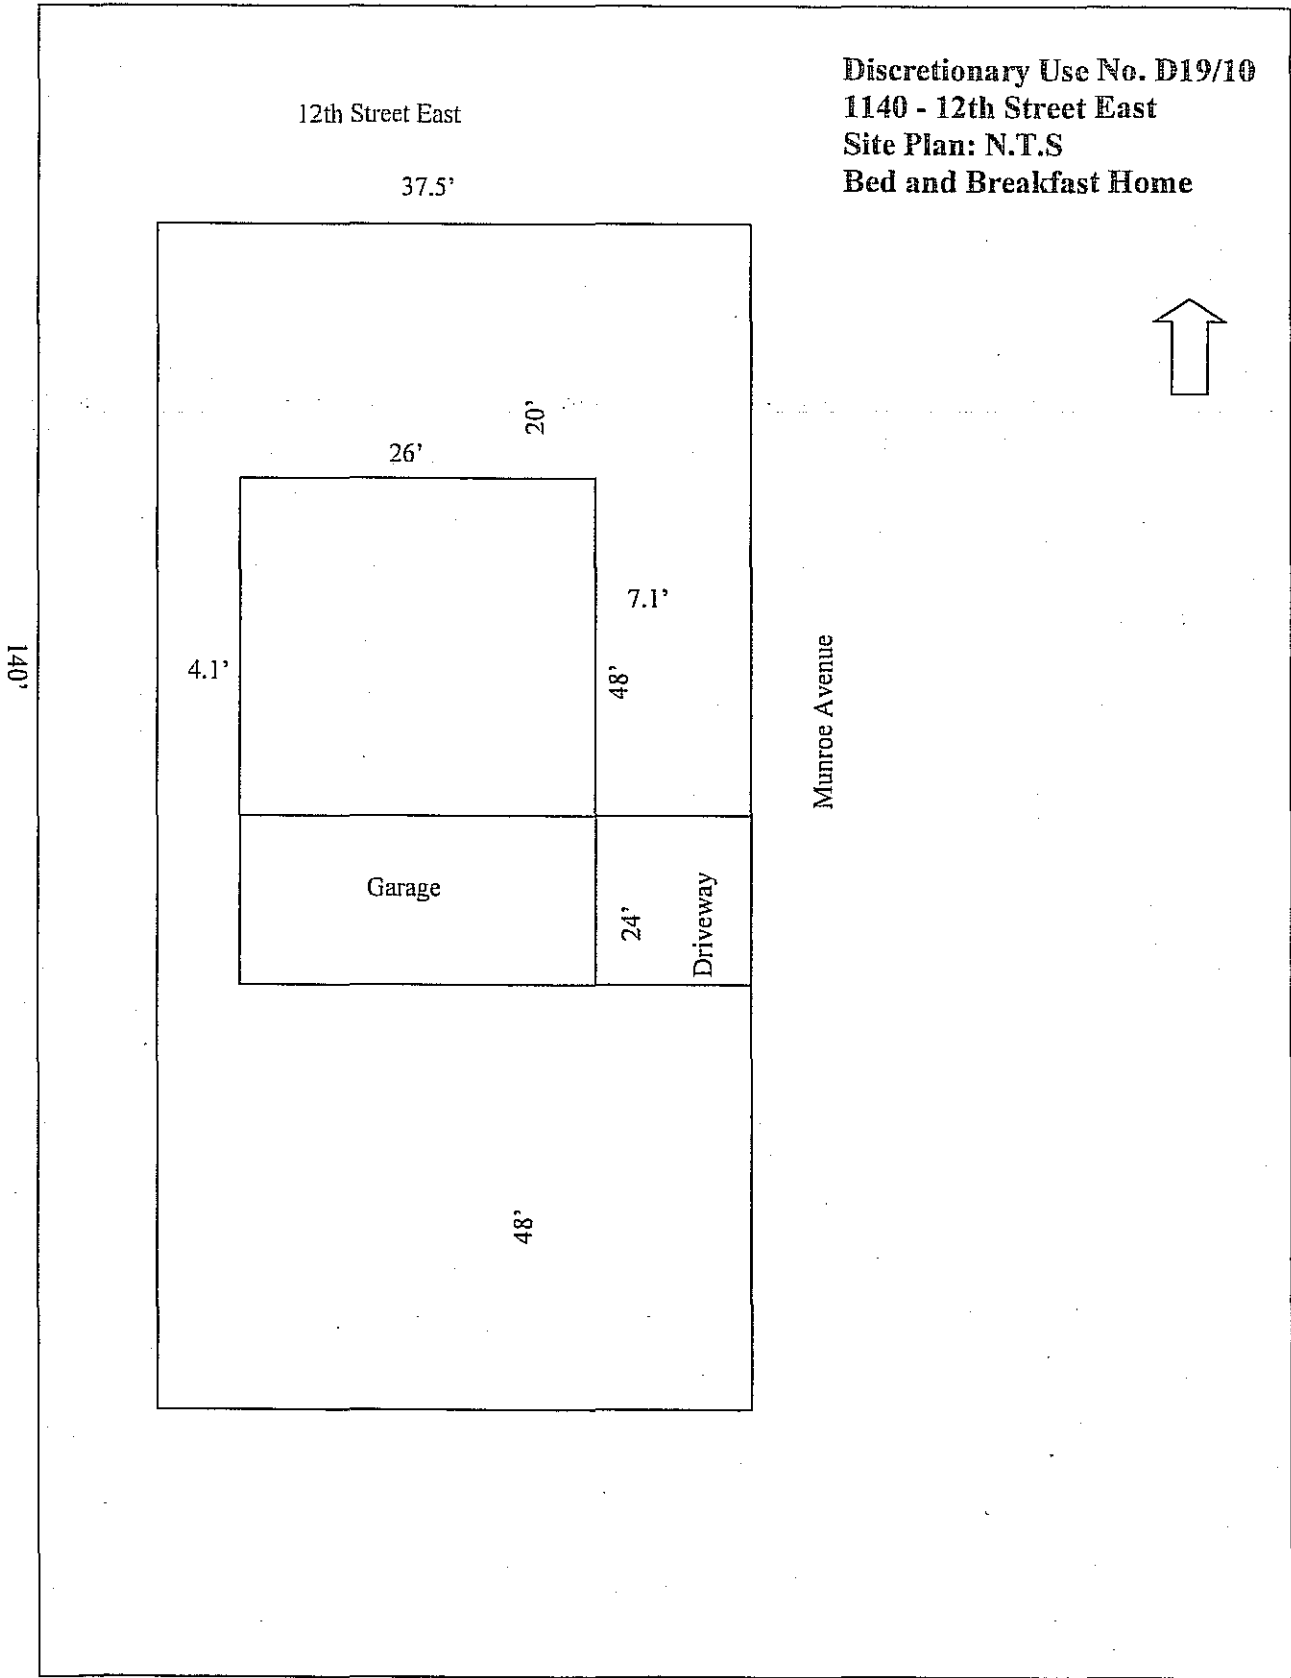 Discretionary Use No. D19/10
1140 - 12th Street East
Site Plan: N.T.S
Bed and Breakfast Home
12th Street East
37.5'
20'
26'
7.1'
4.1'
48'
140'
Munroe Avenue
Garage
24'
Driveway
48'